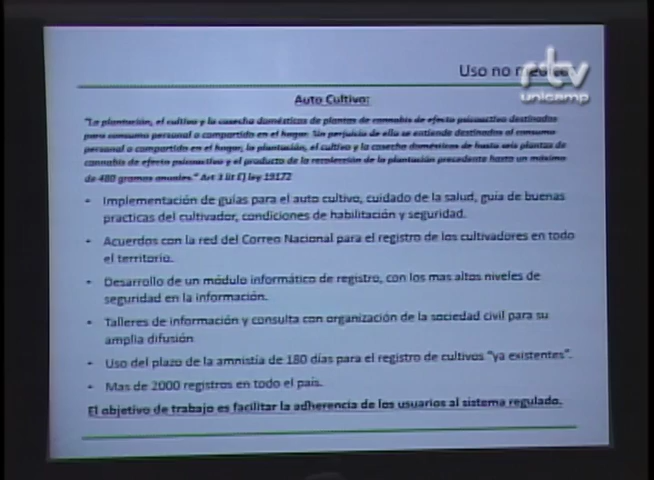 Uso no médico
rtv
unicamp
Auto Cultivo:
"La plantación, el cultivo y la cosecha domésticos de plantas de cannabis de efecto psicoactivo destinados
para consumo personal o compartido en el hogar. Sin perjuicio de ello se entiende destinados al consumo
personal o compartido en el hogar, la plantación, el cultivo y la cosecha domésticos de hasta seis plantas de
cannabis de efecto psicoactivo y el producto de la recolección de la plantación precedente hasta un máximo
de 480 gramos anuales." Art 5 lit E) ley 19172
- Implementación de guías para el auto cultivo, cuidado de la salud, guía de buenas
practicas del cultivador, condiciones de habilitación y seguridad.
- Acuerdos con la red del Correo Nacional para el registro de los cultivadores en todo
el territorio.
- Desarrollo de un módulo informático de registro, con los mas altos niveles de
seguridad en la información.
- Talleres de información y consulta con organización de la sociedad civil para su
amplia difusión
- Uso del plazo de la amnistía de 180 días para el registro de cultivos "ya existentes".
- Mas de 2000 registros en todo el país.
El objetivo de trabajo es facilitar la adherencia de los usuarios al sistema regulado.